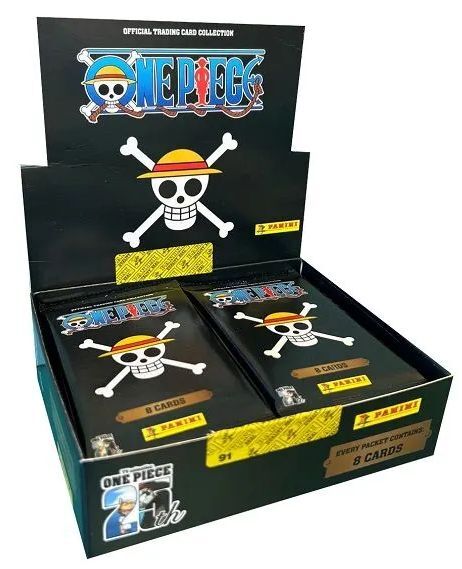 OFFICIAL TRADING CARD COLLECTION
ONE PIECE
PANINI
ONE PIECE
8 CARDS
PANINI
ONE PIECE
8 CARDS
PANINI
91
PANINI
EVERY PACKET CONTAINS:
8 CARDS
ONE PIECE
25th